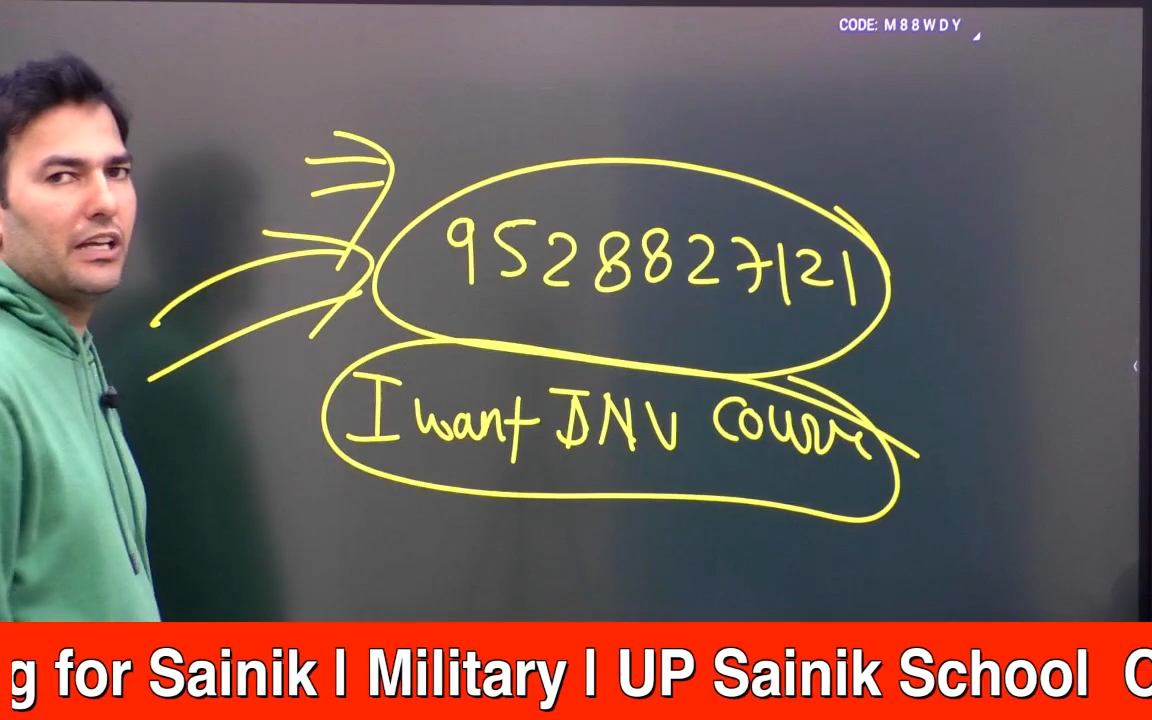 CODE: M88WDY
9528827121
I want JNV course
g for Sainik | Military | UP Sainik School